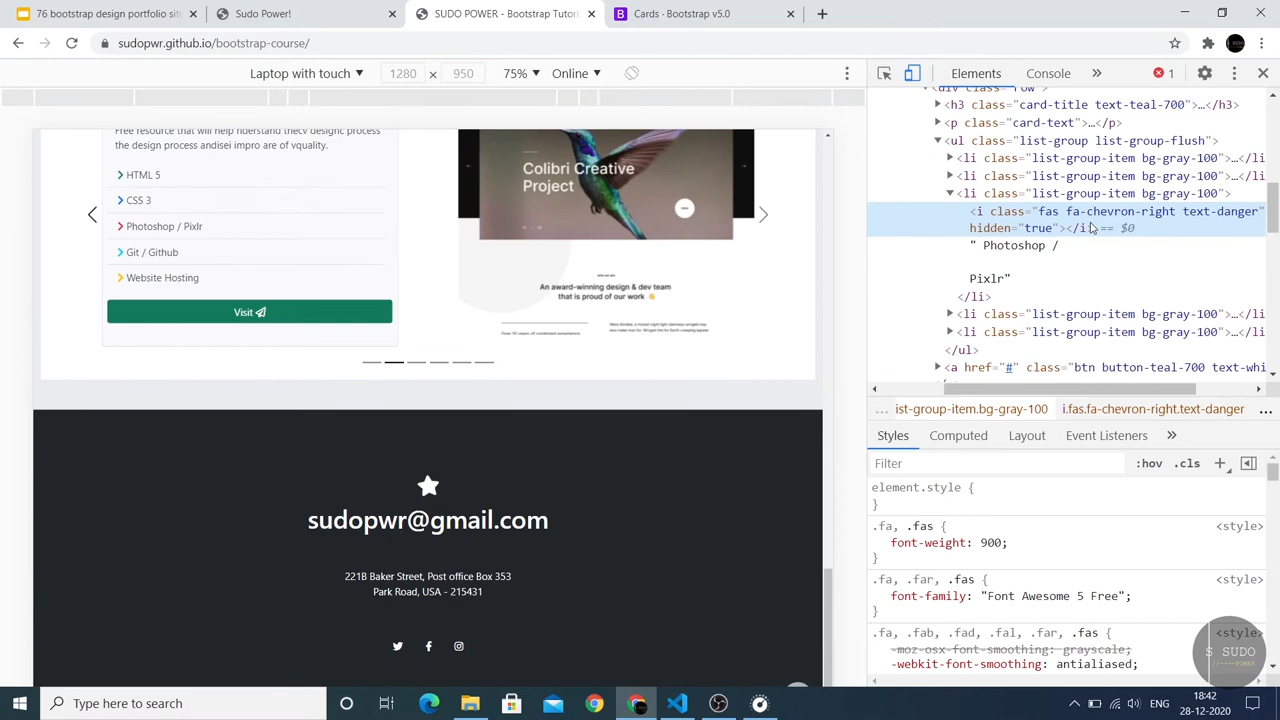 76 bootstrap design portfolio sit
Sudo Power!
SUDO POWER - Bootstrap Tutori
Cards · Bootstrap v5.0
sudopwr.github.io/bootstrap-course/
Laptop with touch
1280 × 950
75%
Online
Elements
Console
1
Free resource that will help nderstand thecv designc process
the design process andisei impro are of vquality.
HTML 5
CSS 3
Photoshop / Pixlr
Git / Github
Website Hosting
Visit
Colibri Creative
Project
An award-winning design & dev team
that is proud of our work 👋
sudopwr@gmail.com
221B Baker Street, Post office Box 353
Park Road, USA - 215431
<div class="row">
<h3 class="card-title text-teal-700">…</h3>
<p class="card-text">…</p>
<ul class="list-group list-group-flush">
<li class="list-group-item bg-gray-100">…</li
<li class="list-group-item bg-gray-100">…</li
<li class="list-group-item bg-gray-100">
<i class="fas fa-chevron-right text-danger"
hidden="true"></i> == $0
" Photoshop /
Pixlr"
</li>
<li class="list-group-item bg-gray-100">…</li
<li class="list-group-item bg-gray-100">…</li
</ul>
<a href="#" class="btn button-teal-700 text-whi
… ist-group-item.bg-gray-100 i.fas.fa-chevron-right.text-danger …
Styles Computed Layout Event Listeners
Filter
:hov .cls
element.style {
}
.fa, .fas { <style>
font-weight: 900;
}
.fa, .far, .fas { <style>
font-family: "Font Awesome 5 Free";
}
.fa, .fab, .fad, .fal, .far, .fas { <style>
-moz-osx-font-smoothing: grayscale;
-webkit-font-smoothing: antialiased;
$ SUDO
Type here to search
18:42
28-12-2020